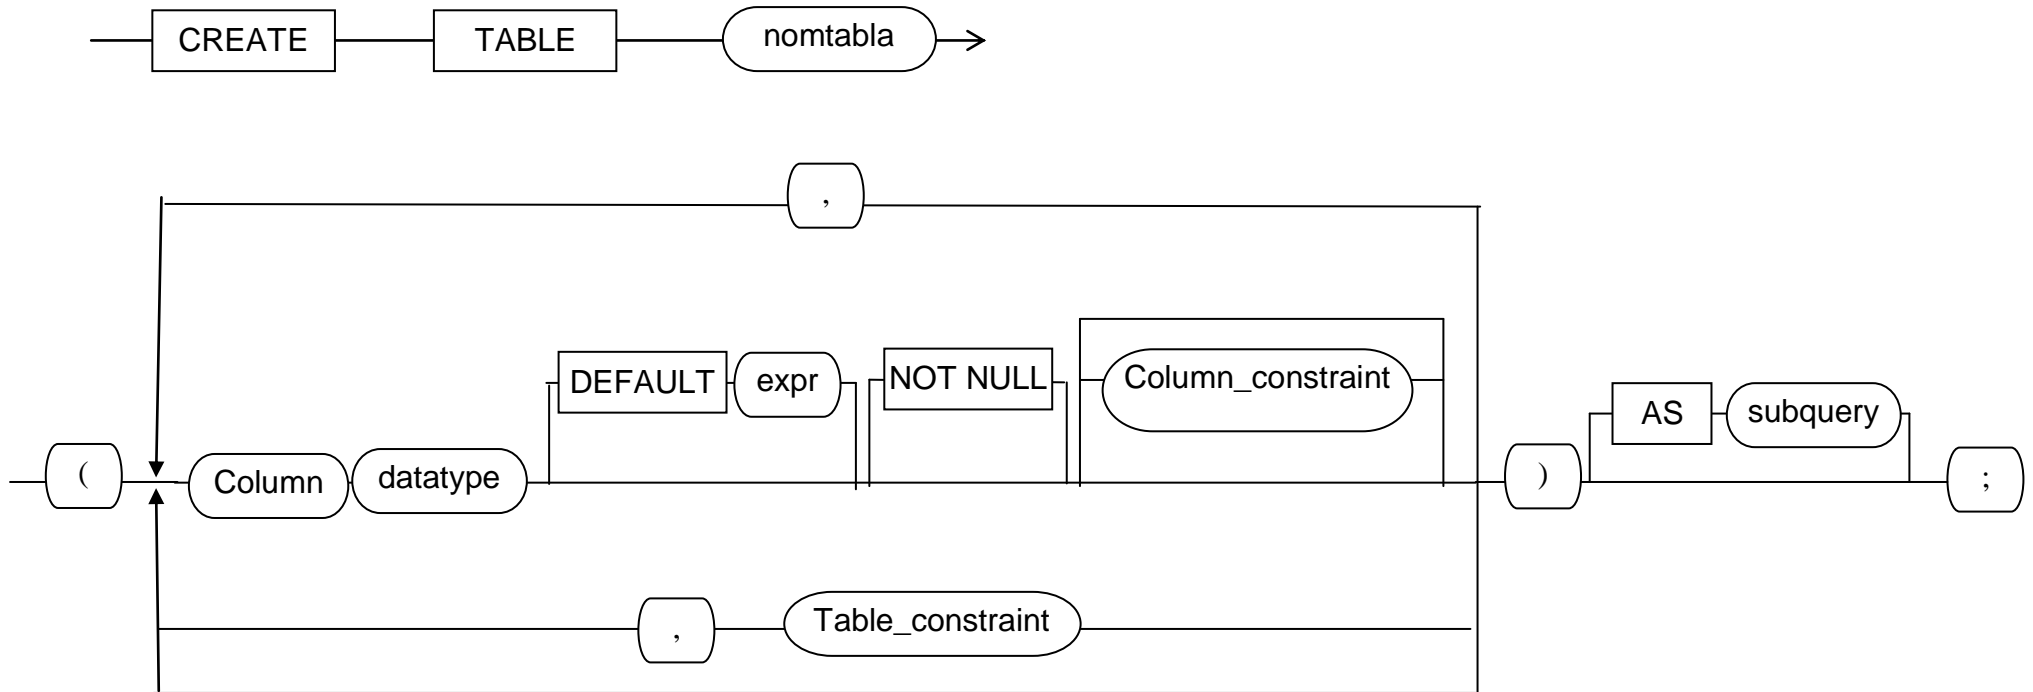 CREATE TABLE nomtabla
,
DEFAULT expr NOT NULL Column_constraint
AS subquery
( Column datatype ) ;
, Table_constraint